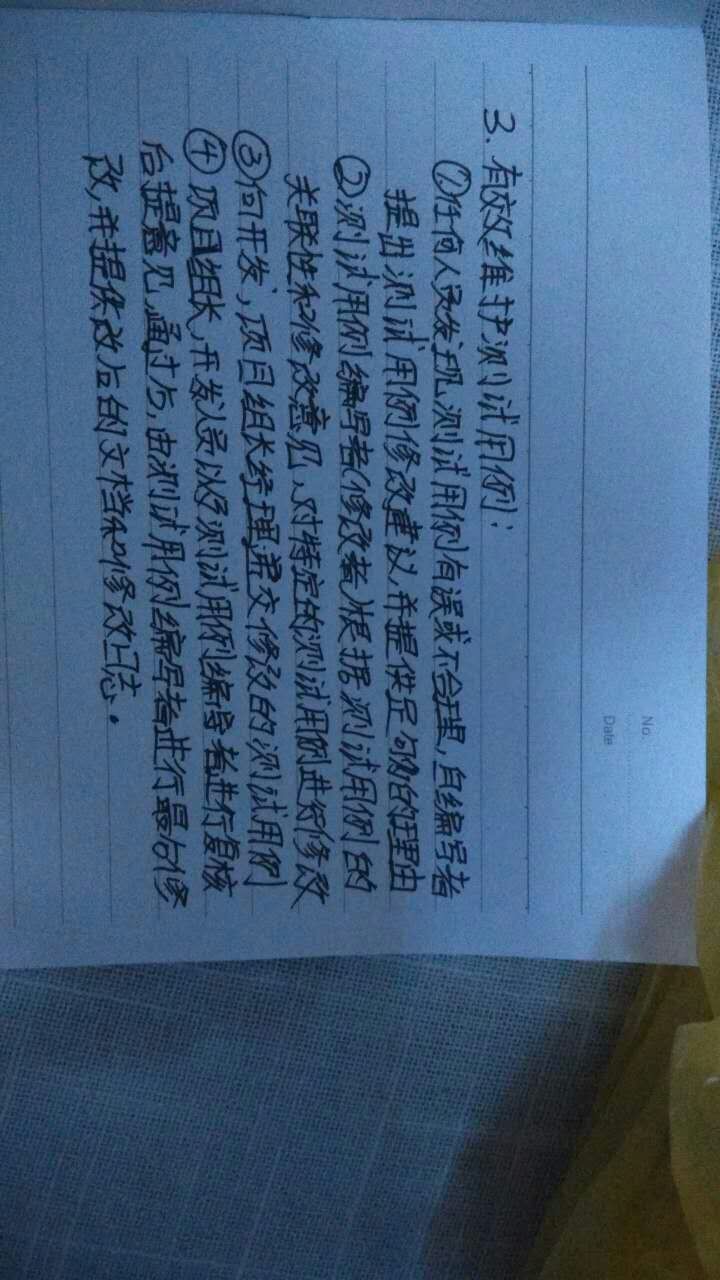 No.
Date
3. 有效维护测试用例:
①任何人员发现测试用例有误或不合理,自编写者
提出测试用例修改建议,并提供足够的理由
②测试用例编写者(修改者)根据测试用例的
关联性和修改意见,对特定的测试用例进行修改
③向开发、项目组长经理递交修改的测试用例
④项目组长,开发人员以及测试用例编写者进行复核
后提意见,通过后,由测试用例编写者进行最后修
改,并提供改后的文档和修改日志。